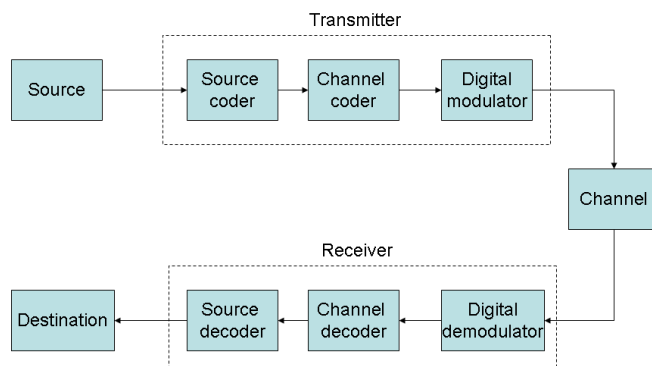 Transmitter
Source
Source
coder
Channel
coder
Digital
modulator
Channel
Receiver
Destination
Source
decoder
Channel
decoder
Digital
demodulator